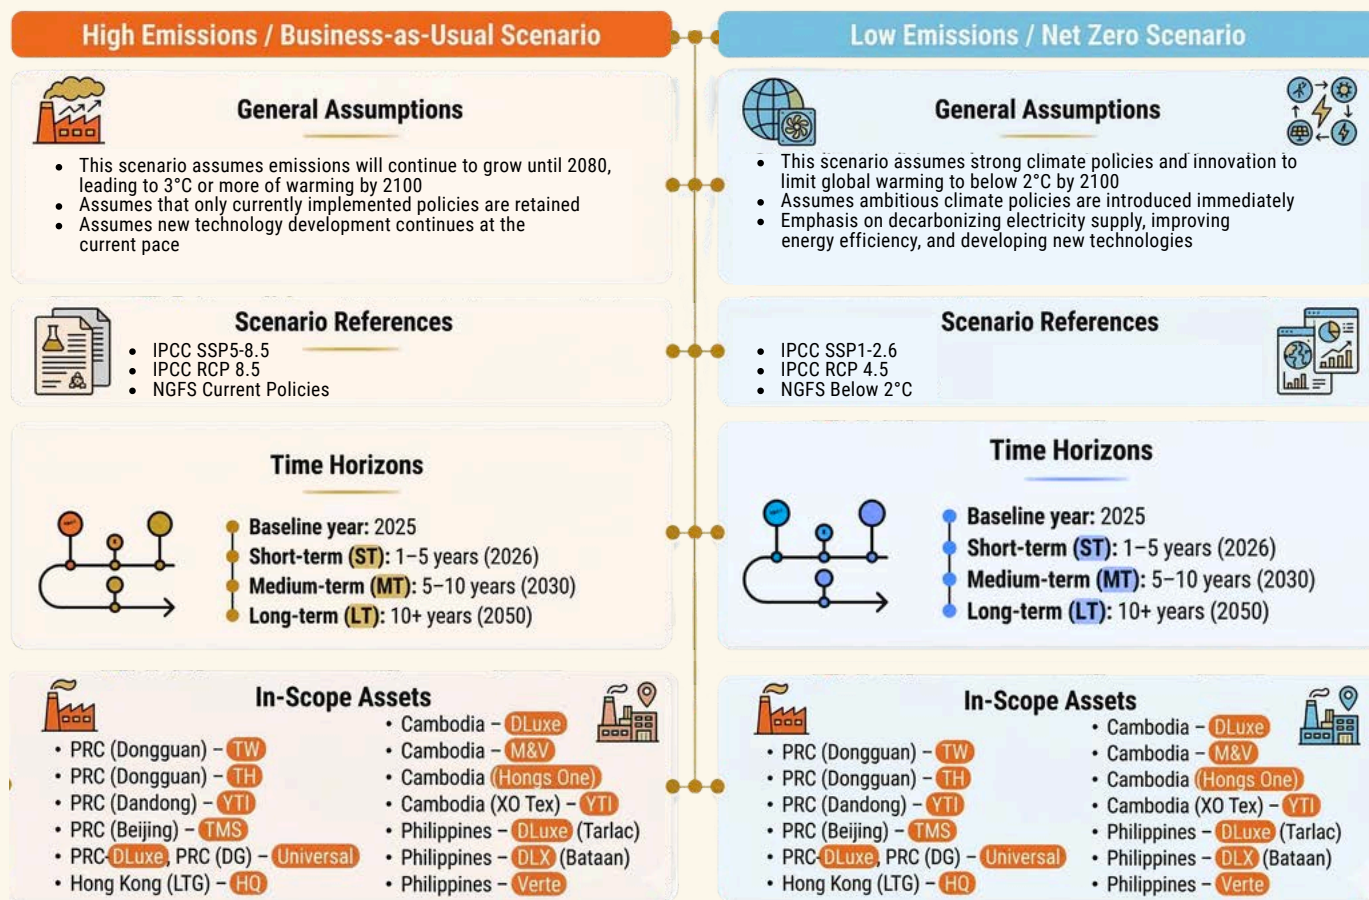 High Emissions / Business-as-Usual Scenario
General Assumptions
• This scenario assumes emissions will continue to grow until 2080,
leading to 3°C or more of warming by 2100
• Assumes that only currently implemented policies are retained
• Assumes new technology development continues at the
current pace
Scenario References
• IPCC SSP5-8.5
• IPCC RCP 8.5
• NGFS Current Policies
Time Horizons
Baseline year: 2025
Short-term (ST): 1–5 years (2026)
Medium-term (MT): 5–10 years (2030)
Long-term (LT): 10+ years (2050)
In-Scope Assets
• PRC (Dongguan) – TW
• PRC (Dongguan) – TH
• PRC (Dandong) – YTI
• PRC (Beijing) – TMS
• PRC-DLuxe, PRC (DG) – Universal
• Hong Kong (LTG) – HQ
• Cambodia – DLuxe
• Cambodia – M&V
• Cambodia (Hongs One)
• Cambodia (XO Tex) – YTI
• Philippines – DLuxe (Tarlac)
• Philippines – DLX (Bataan)
• Philippines – Verte
Low Emissions / Net Zero Scenario
General Assumptions
• This scenario assumes strong climate policies and innovation to
limit global warming to below 2°C by 2100
• Assumes ambitious climate policies are introduced immediately
• Emphasis on decarbonizing electricity supply, improving
energy efficiency, and developing new technologies
Scenario References
• IPCC SSP1-2.6
• IPCC RCP 4.5
• NGFS Below 2°C
Time Horizons
Baseline year: 2025
Short-term (ST): 1–5 years (2026)
Medium-term (MT): 5–10 years (2030)
Long-term (LT): 10+ years (2050)
In-Scope Assets
• PRC (Dongguan) – TW
• PRC (Dongguan) – TH
• PRC (Dandong) – YTI
• PRC (Beijing) – TMS
• PRC-DLuxe, PRC (DG) – Universal
• Hong Kong (LTG) – HQ
• Cambodia – DLuxe
• Cambodia – M&V
• Cambodia (Hongs One)
• Cambodia (XO Tex) – YTI
• Philippines – DLuxe (Tarlac)
• Philippines – DLX (Bataan)
• Philippines – Verte